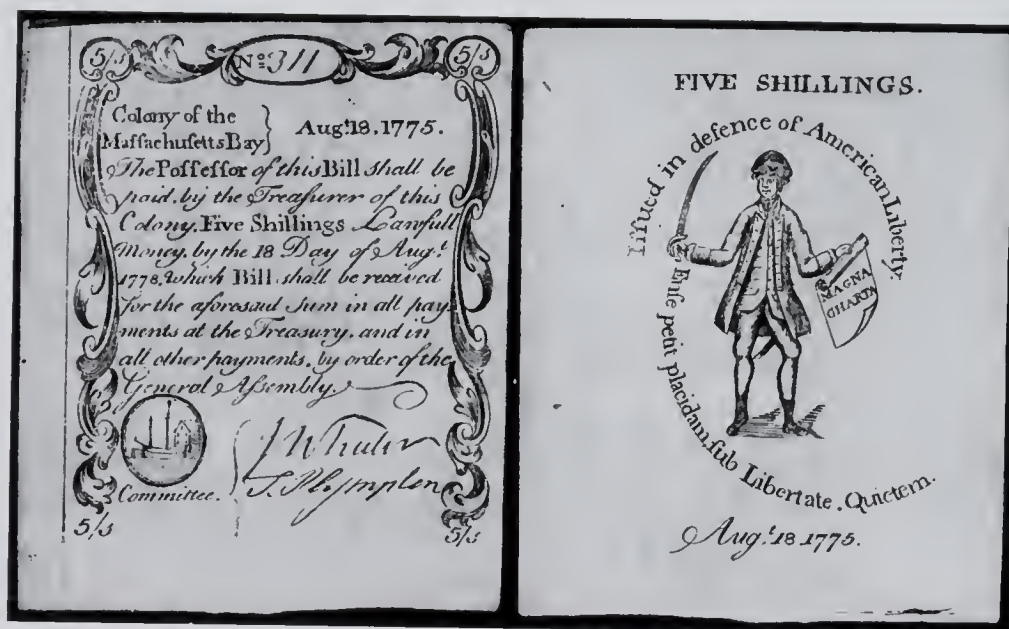 5/s
No 311
5/s
Colony of the
Maſsachuſetts Bay
Augt. 18. 1775.
The Poſseſsor of this Bill shall be
paid, by the Treaſurer of this
Colony, Five Shillings Lawfull
Money, by the 18 Day of Augt.
1778. which Bill shall be received
for the aforesaid Sum in all pay
ments at the Treaſury, and in
all other payments, by order of the
General Aſsembly.
Committee.
5/s
5/s
FIVE SHILLINGS.
Iſsued in defence of American Liberty.
MAGNA
CHARTA
Enſe petit placidam, ſub Libertate, Quietem.
Augt. 18. 1775.